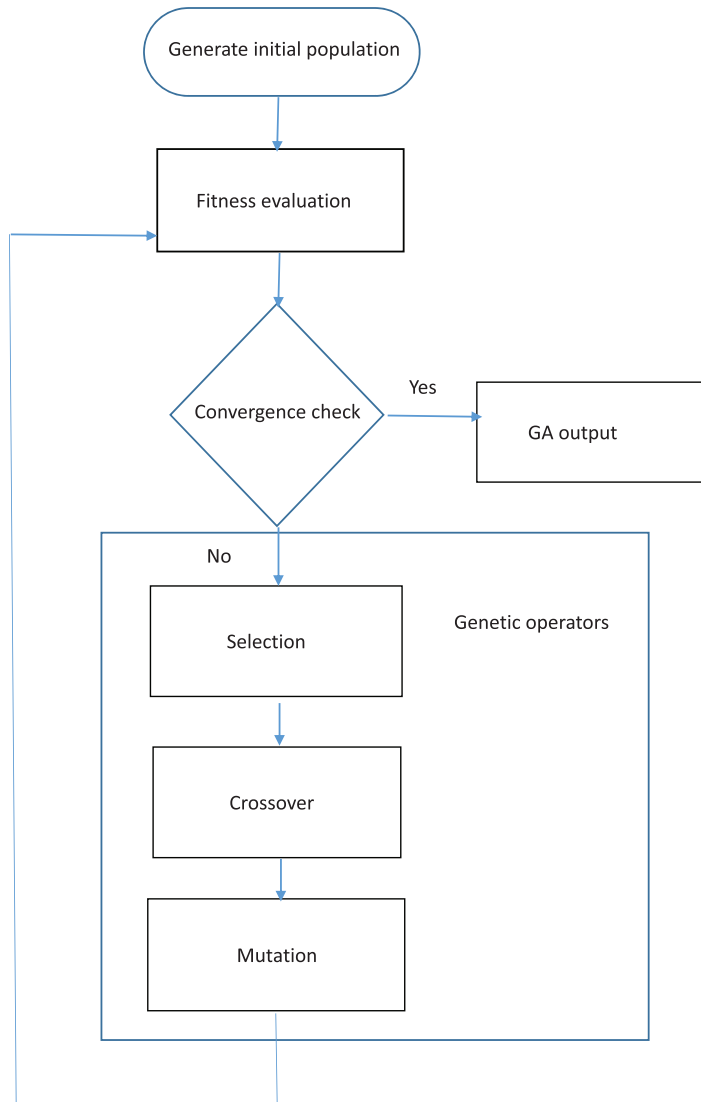 Generate initial population
Fitness evaluation
Convergence check
Yes
GA output
No
Selection
Genetic operators
Crossover
Mutation